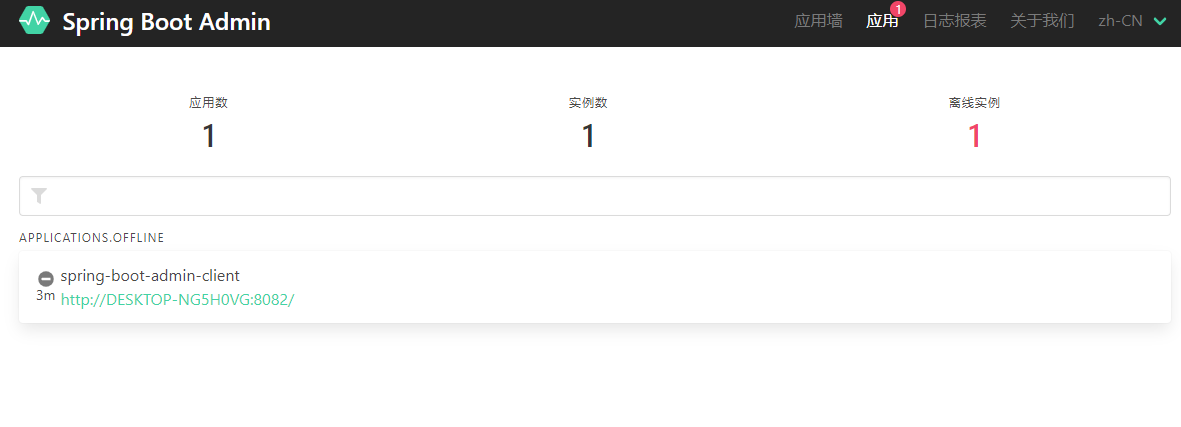 Spring Boot Admin
应用墙 应用 1 日志报表 关于我们 zh-CN
应用数 实例数 离线实例
1 1 1
APPLICATIONS.OFFLINE
spring-boot-admin-client
3m http://DESKTOP-NG5H0VG:8082/